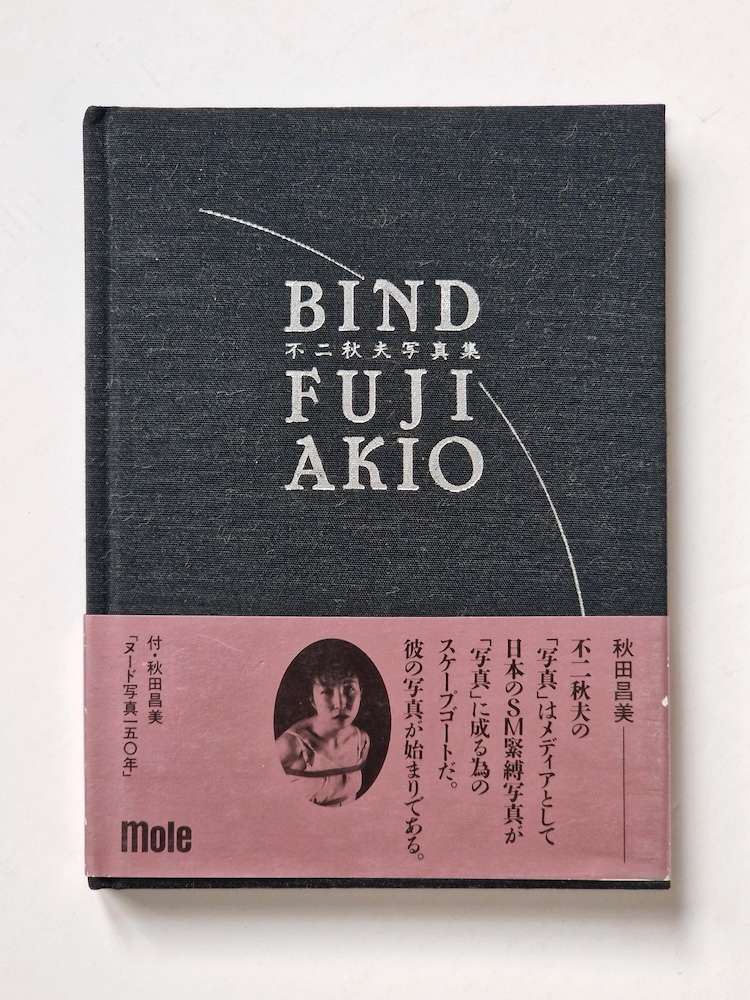 BIND
不二秋夫写真集
FUJI
AKIO
秋田昌美
不二秋夫の
「写真」はメディアとして
日本のSM緊縛写真が
「写真」に成る為の
スケープゴートだ。
彼の写真が始まりである。
付・秋田昌美
「ヌード写真一五〇年」
mole